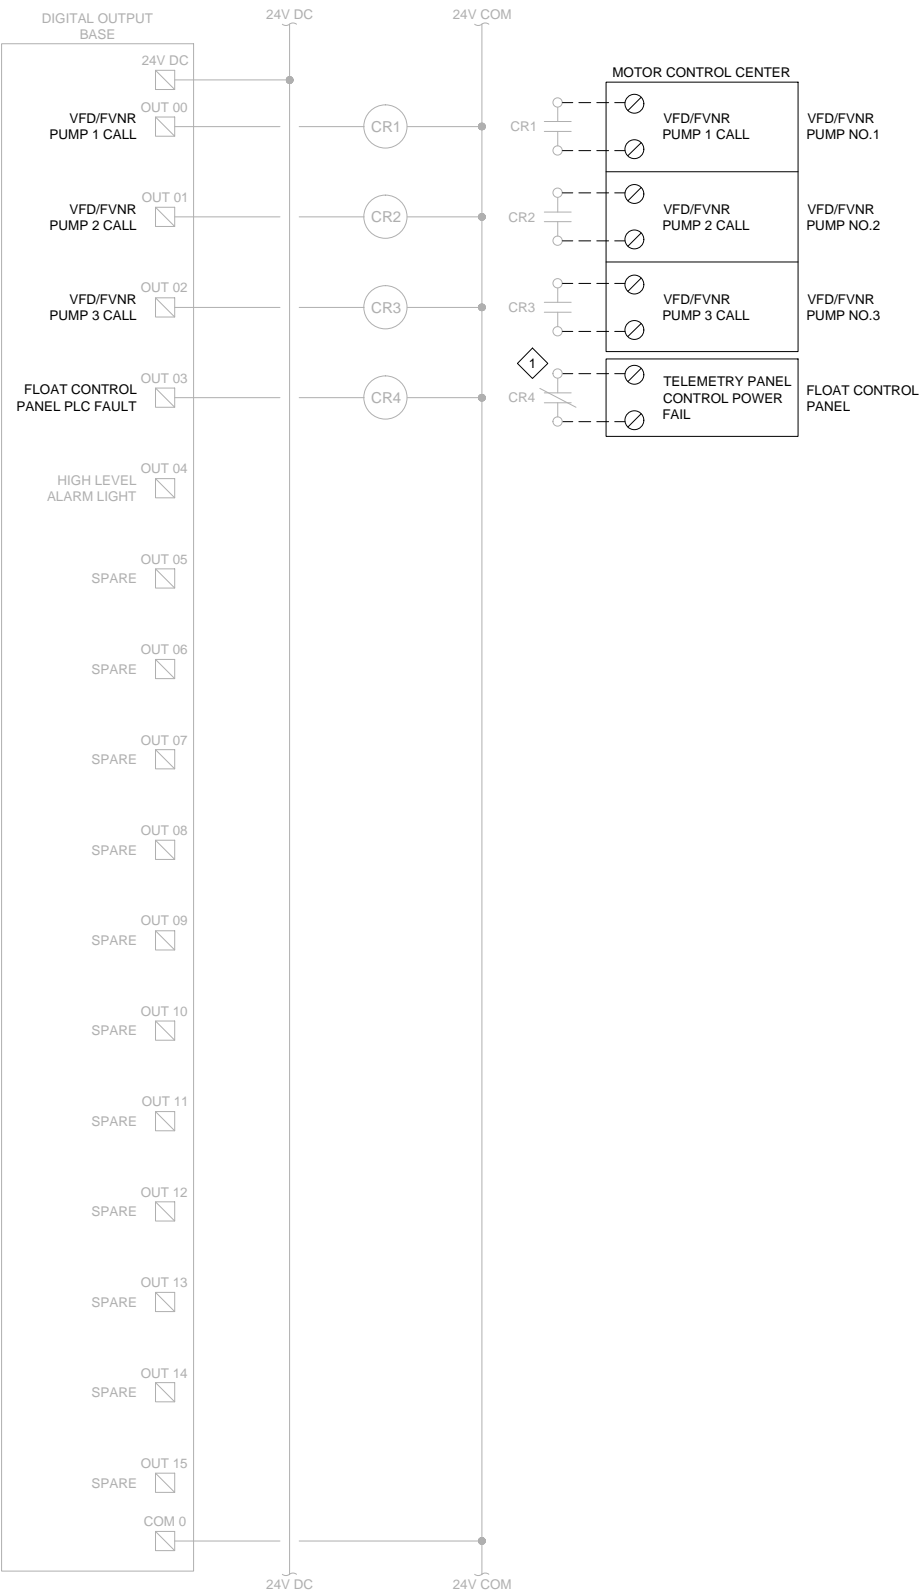 DIGITAL OUTPUT
BASE
24V DC
24V COM
24V DC
MOTOR CONTROL CENTER
OUT 00
VFD/FVNR
PUMP 1 CALL
CR1
CR1
VFD/FVNR
PUMP 1 CALL
VFD/FVNR
PUMP NO.1
OUT 01
VFD/FVNR
PUMP 2 CALL
CR2
CR2
VFD/FVNR
PUMP 2 CALL
VFD/FVNR
PUMP NO.2
OUT 02
VFD/FVNR
PUMP 3 CALL
CR3
CR3
VFD/FVNR
PUMP 3 CALL
VFD/FVNR
PUMP NO.3
OUT 03
FLOAT CONTROL
PANEL PLC FAULT
CR4
1
CR4
TELEMETRY PANEL
CONTROL POWER
FAIL
FLOAT CONTROL
PANEL
OUT 04
HIGH LEVEL
ALARM LIGHT
OUT 05
SPARE
OUT 06
SPARE
OUT 07
SPARE
OUT 08
SPARE
OUT 09
SPARE
OUT 10
SPARE
OUT 11
SPARE
OUT 12
SPARE
OUT 13
SPARE
OUT 14
SPARE
OUT 15
SPARE
COM 0
24V DC
24V COM